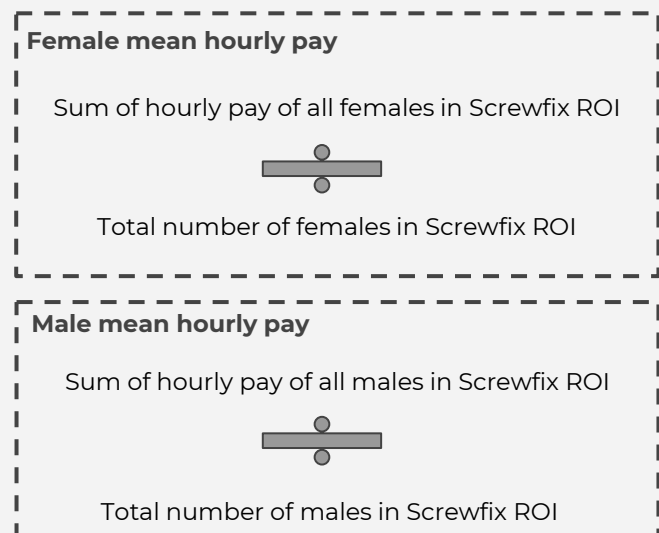 Female mean hourly pay
Sum of hourly pay of all females in Screwfix ROI
Total number of females in Screwfix ROI
Male mean hourly pay
Sum of hourly pay of all males in Screwfix ROI
Total number of males in Screwfix ROI